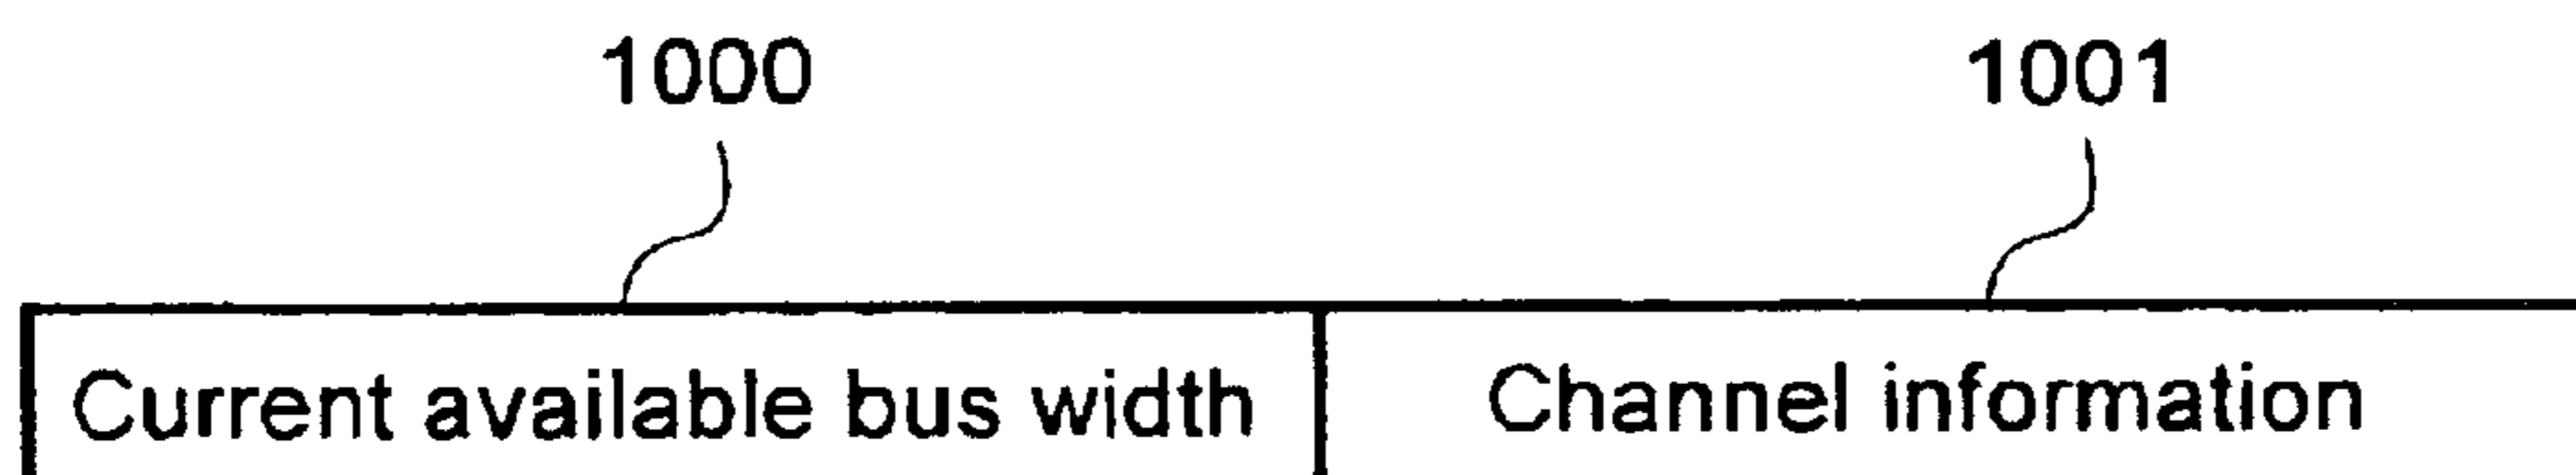 1000 1001
Current available bus width Channel information